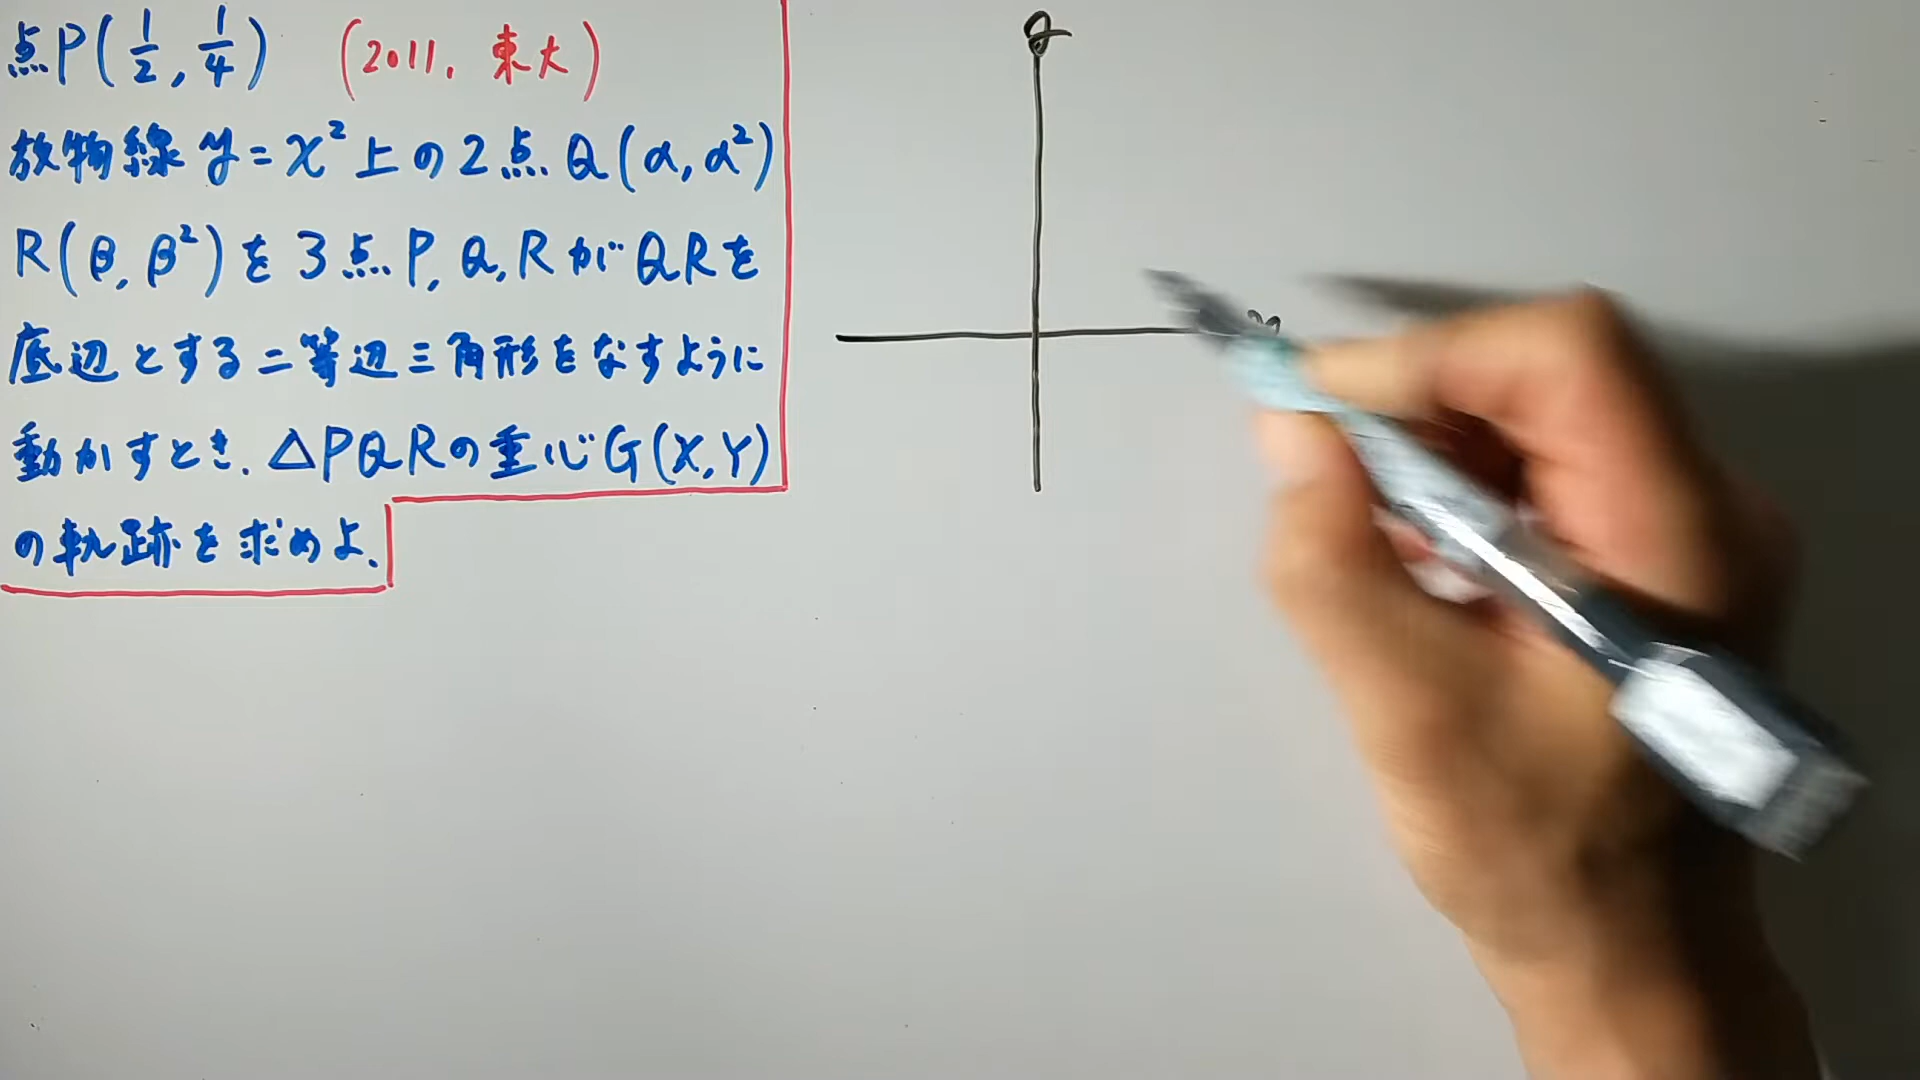 点P(1/2, 1/4) (2011. 東大)
放物線 y=x²上の2点 Q(α, α²)
R(β, β²)を3点P, Q, RがQRを
底辺とする二等辺三角形をなすように
動かすとき. △PQRの重心G(X, Y)
の軌跡を求めよ.
y
x